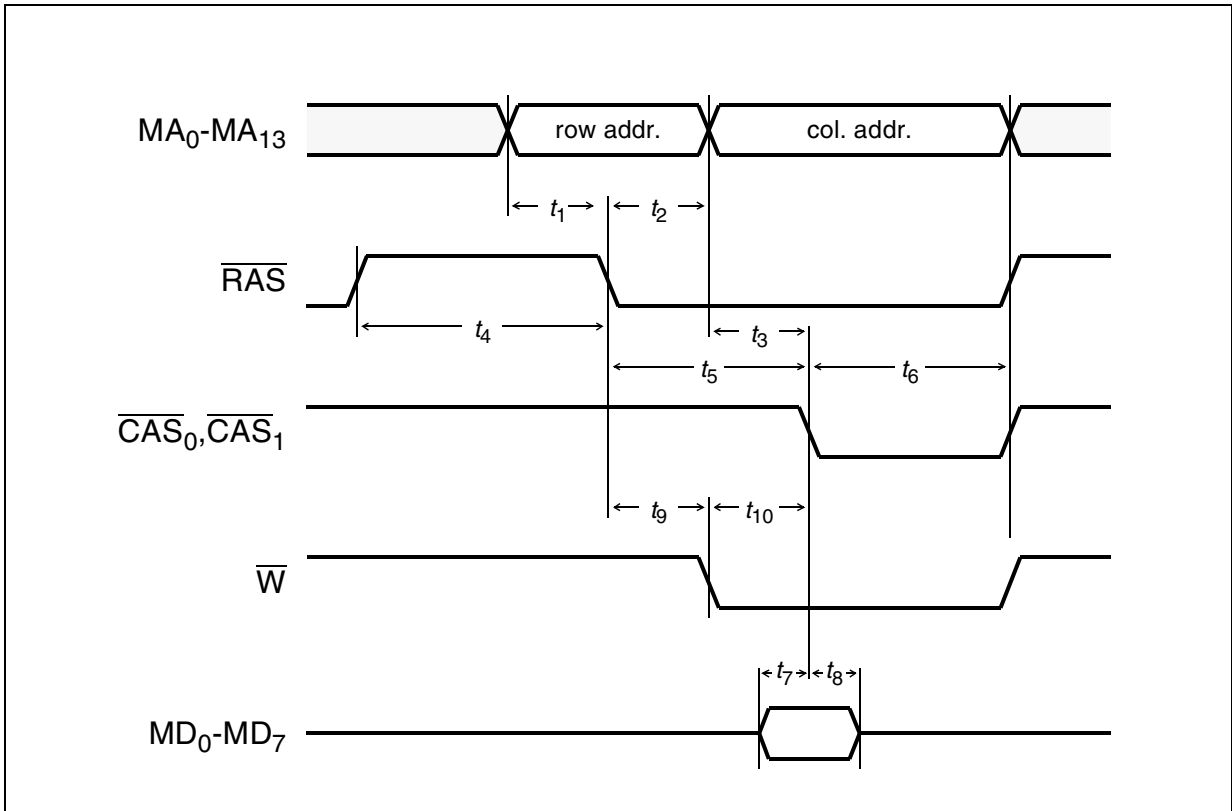 MA0-MA13
row addr.
col. addr.
t1
t2
RAS
t4
t3
t5
t6
CAS0,CAS1
t9
t10
W
t7
t8
MD0-MD7